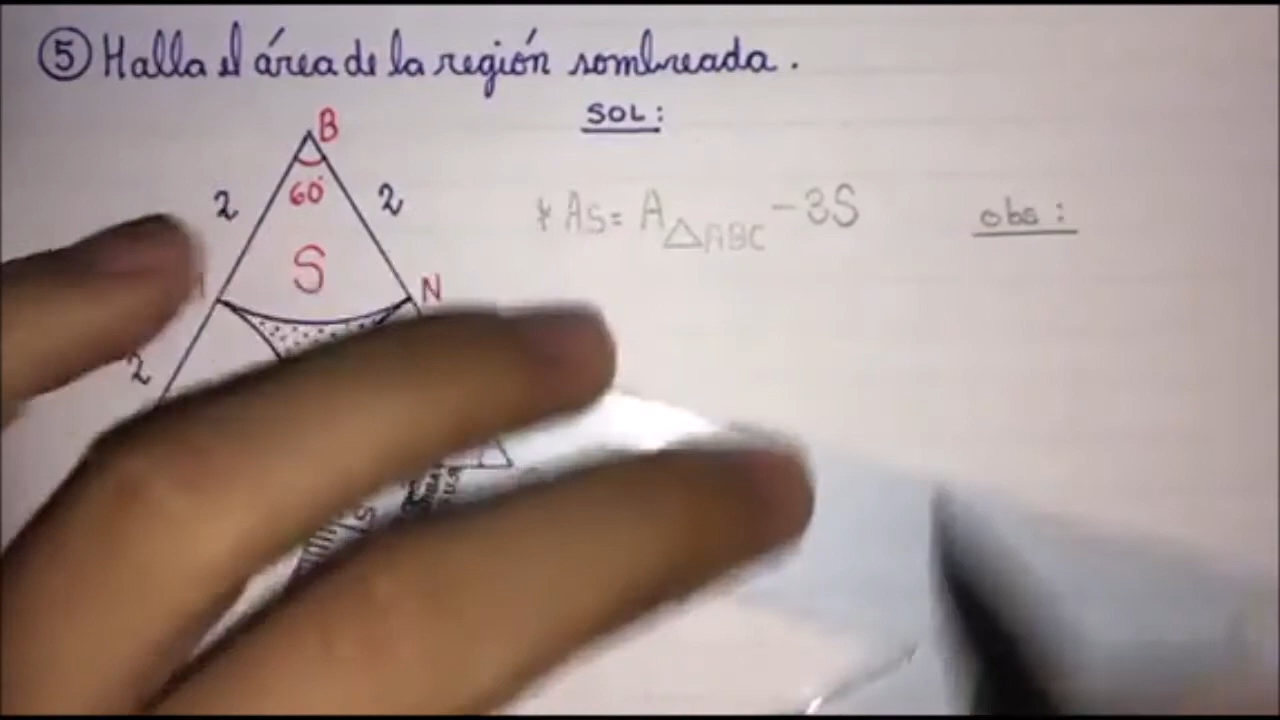 ⑤ Halla el área de la región sombreada.
SOL:
B
60°
2
2
* AS = A△ABC - 3S
obs:
S
N
2